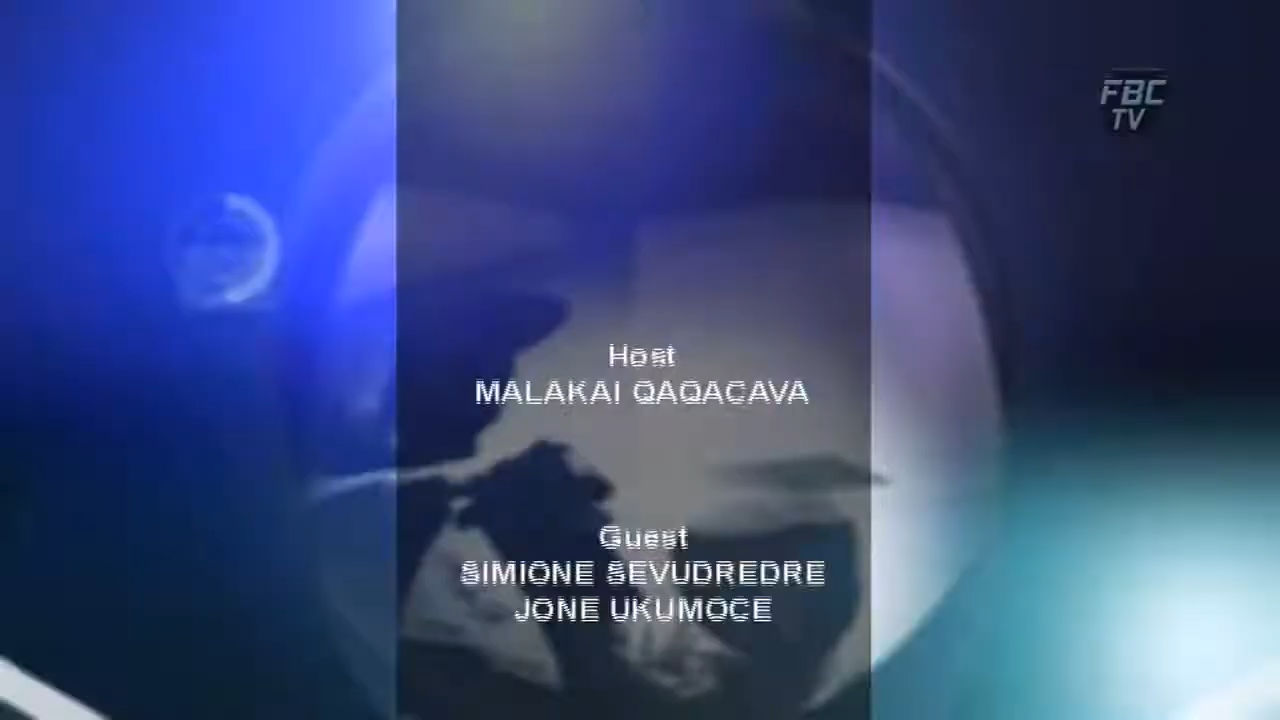 FBC
TV
Host
MALAKAI QAQACAVA
Guest
SIMIONE SEVUDREDRE
JONE UKUMOCE